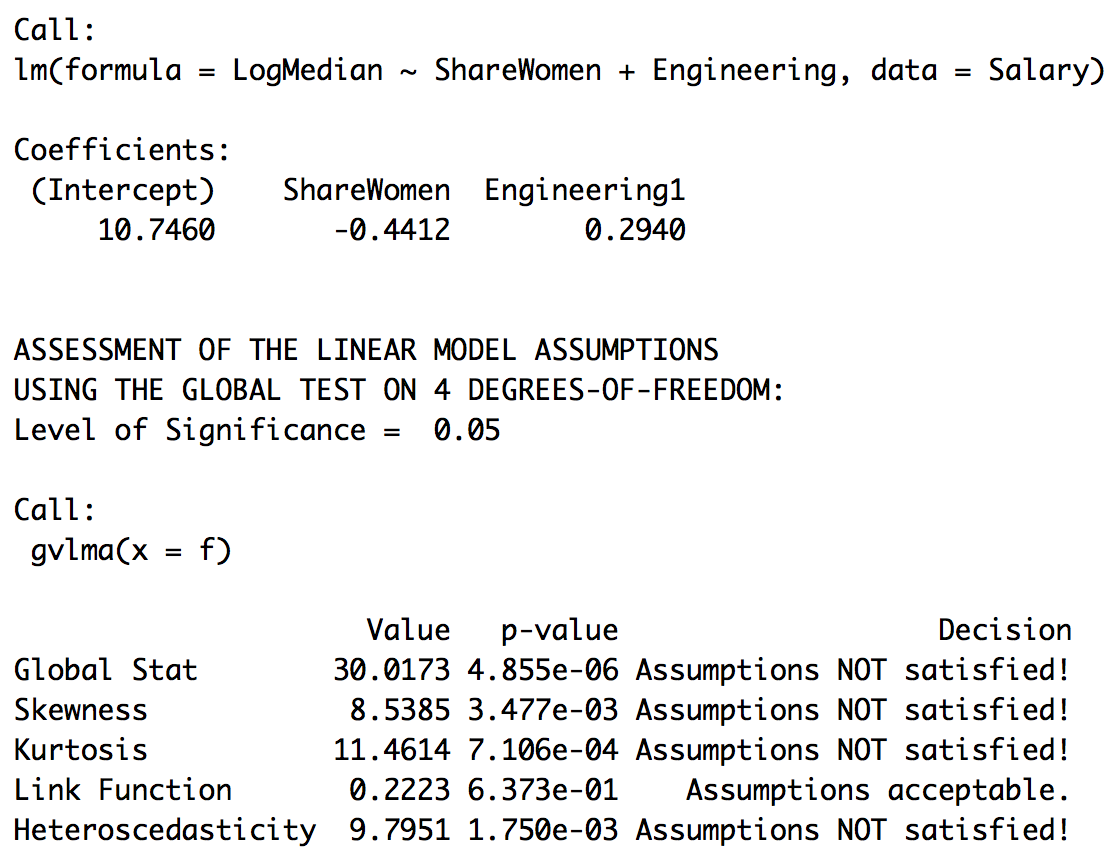 Call:
lm(formula = LogMedian ~ ShareWomen + Engineering, data = Salary)
Coefficients:
(Intercept) ShareWomen Engineering1
10.7460 -0.4412 0.2940
ASSESSMENT OF THE LINEAR MODEL ASSUMPTIONS
USING THE GLOBAL TEST ON 4 DEGREES-OF-FREEDOM:
Level of Significance = 0.05
Call:
gvlma(x = f)
Value p-value Decision
Global Stat 30.0173 4.855e-06 Assumptions NOT satisfied!
Skewness 8.5385 3.477e-03 Assumptions NOT satisfied!
Kurtosis 11.4614 7.106e-04 Assumptions NOT satisfied!
Link Function 0.2223 6.373e-01 Assumptions acceptable.
Heteroscedasticity 9.7951 1.750e-03 Assumptions NOT satisfied!